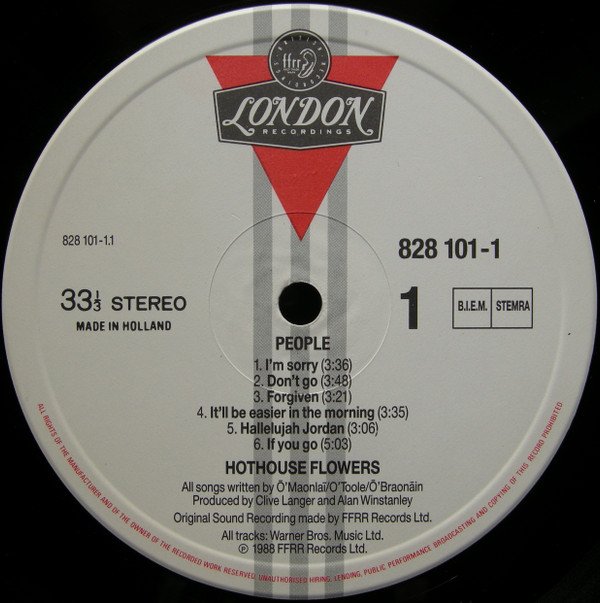 BRITISH RECORDINGS
ffrr
LONDON
RECORDINGS
828 101-1.1
828 101-1
33⅓ STEREO
MADE IN HOLLAND
1
B.I.E.M. STEMRA
PEOPLE
1. I'm sorry (3:36)
2. Don't go (3:48)
3. Forgiven (3:21)
4. It'll be easier in the morning (3:35)
5. Hallelujah Jordan (3:06)
6. If you go (5:03)
HOTHOUSE FLOWERS
All songs written by Ō'Maonlaï/O'Toole/Ō'Braonäin
Produced by Clive Langer and Alan Winstanley
Original Sound Recording made by FFRR Records Ltd.
All tracks: Warner Bros. Music Ltd.
℗ 1988 FFRR Records Ltd.
ALL RIGHTS OF THE MANUFACTURER AND OF THE OWNER OF THE RECORDED WORK RESERVED. UNAUTHORISED HIRING, LENDING, PUBLIC PERFORMANCE BROADCASTING AND COPYING OF THIS RECORD PROHIBITED